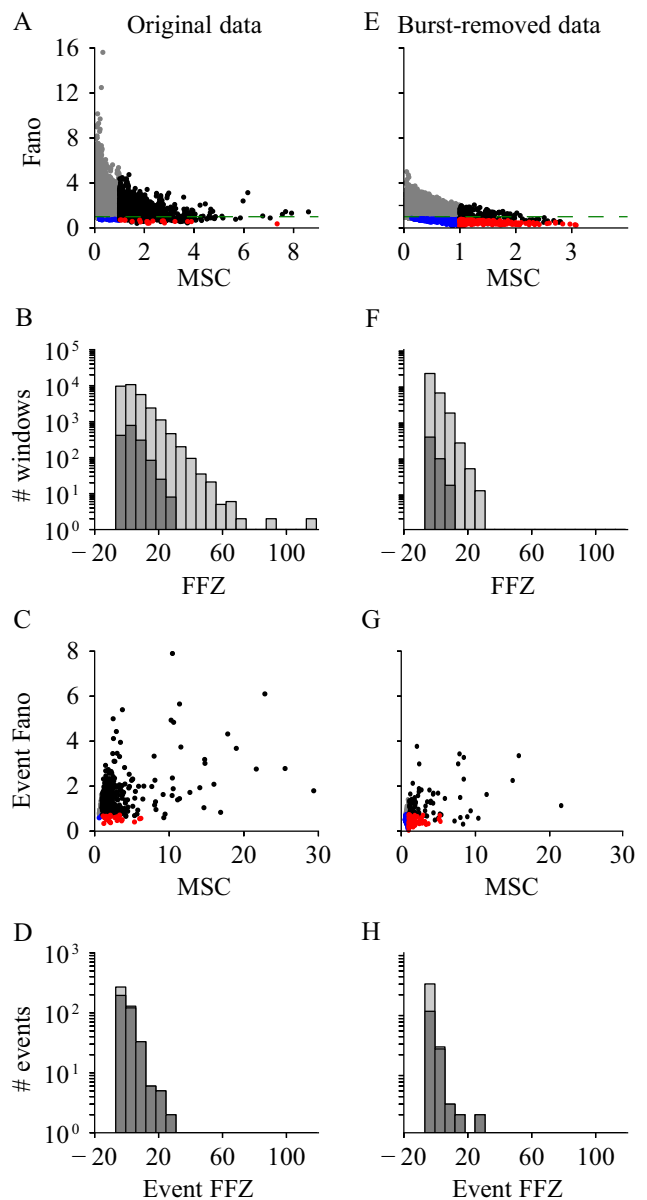 A Original data E Burst-removed data
16
12
8
4
0
Fano
0 2 4 6 8
MSC
0 1 2 3
MSC
B F
10^5
10^4
10^3
10^2
10^1
10^0
# windows
−20 20 60 100
FFZ
−20 20 60 100
FFZ
C G
8
6
4
2
0
Event Fano
0 10 20 30
MSC
0 10 20 30
MSC
D H
10^3
10^2
10^1
10^0
# events
−20 20 60 100
Event FFZ
−20 20 60 100
Event FFZ